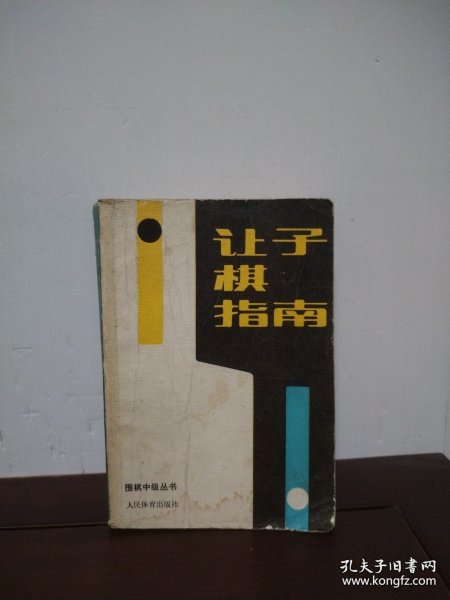 让子
棋
指南
围棋中级丛书
人民体育出版社
孔夫子旧书网
www.kongfz.com